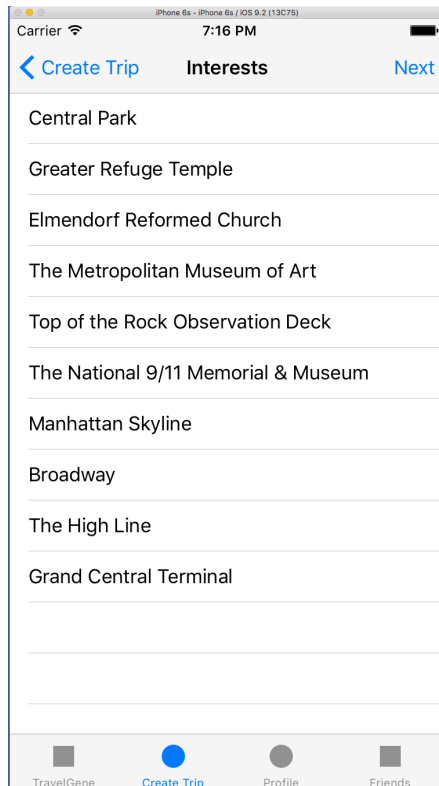 iPhone 6s - iPhone 6s / iOS 9.2 (13C75)
Carrier 7:16 PM
Create Trip Interests Next
Central Park
Greater Refuge Temple
Elmendorf Reformed Church
The Metropolitan Museum of Art
Top of the Rock Observation Deck
The National 9/11 Memorial & Museum
Manhattan Skyline
Broadway
The High Line
Grand Central Terminal
TravelGene Create Trip Profile Friends